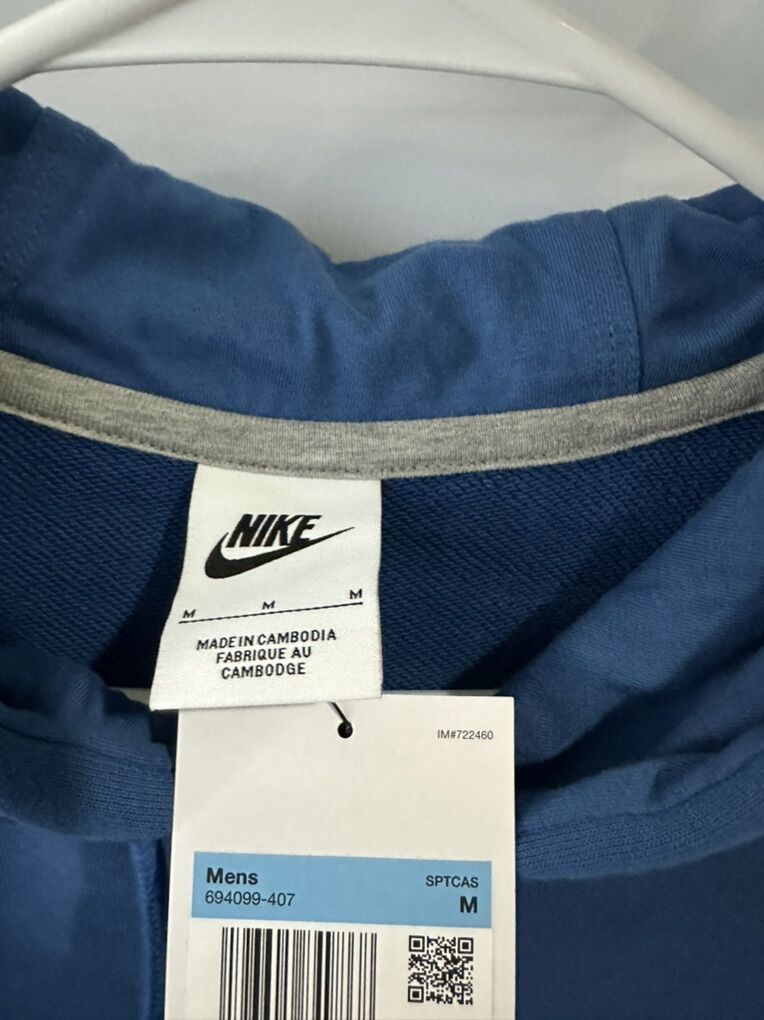 NIKE
M M M
MADE IN CAMBODIA
FABRIQUE AU
CAMBODGE
IM#722460
Mens SPTCAS
694099-407 M